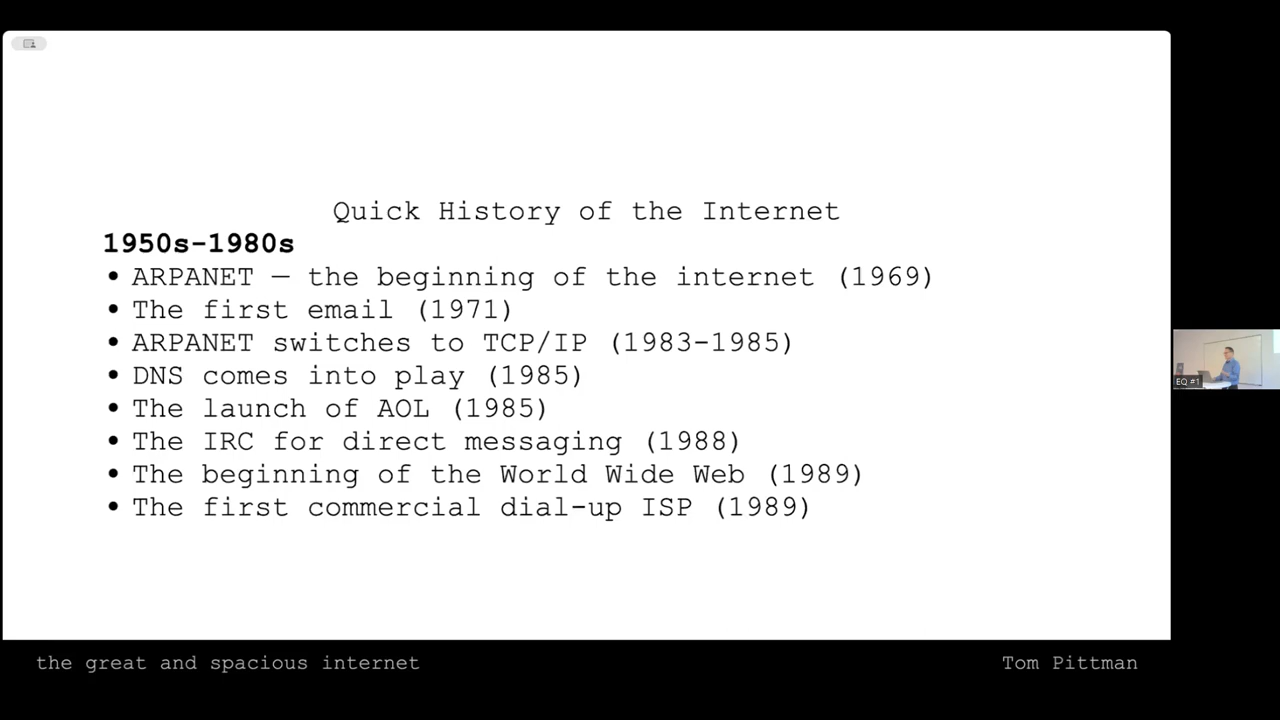 Quick History of the Internet
1950s-1980s
• ARPANET — the beginning of the internet (1969)
• The first email (1971)
• ARPANET switches to TCP/IP (1983-1985)
• DNS comes into play (1985)
• The launch of AOL (1985)
• The IRC for direct messaging (1988)
• The beginning of the World Wide Web (1989)
• The first commercial dial-up ISP (1989)
EQ #1
the great and spacious internet
Tom Pittman